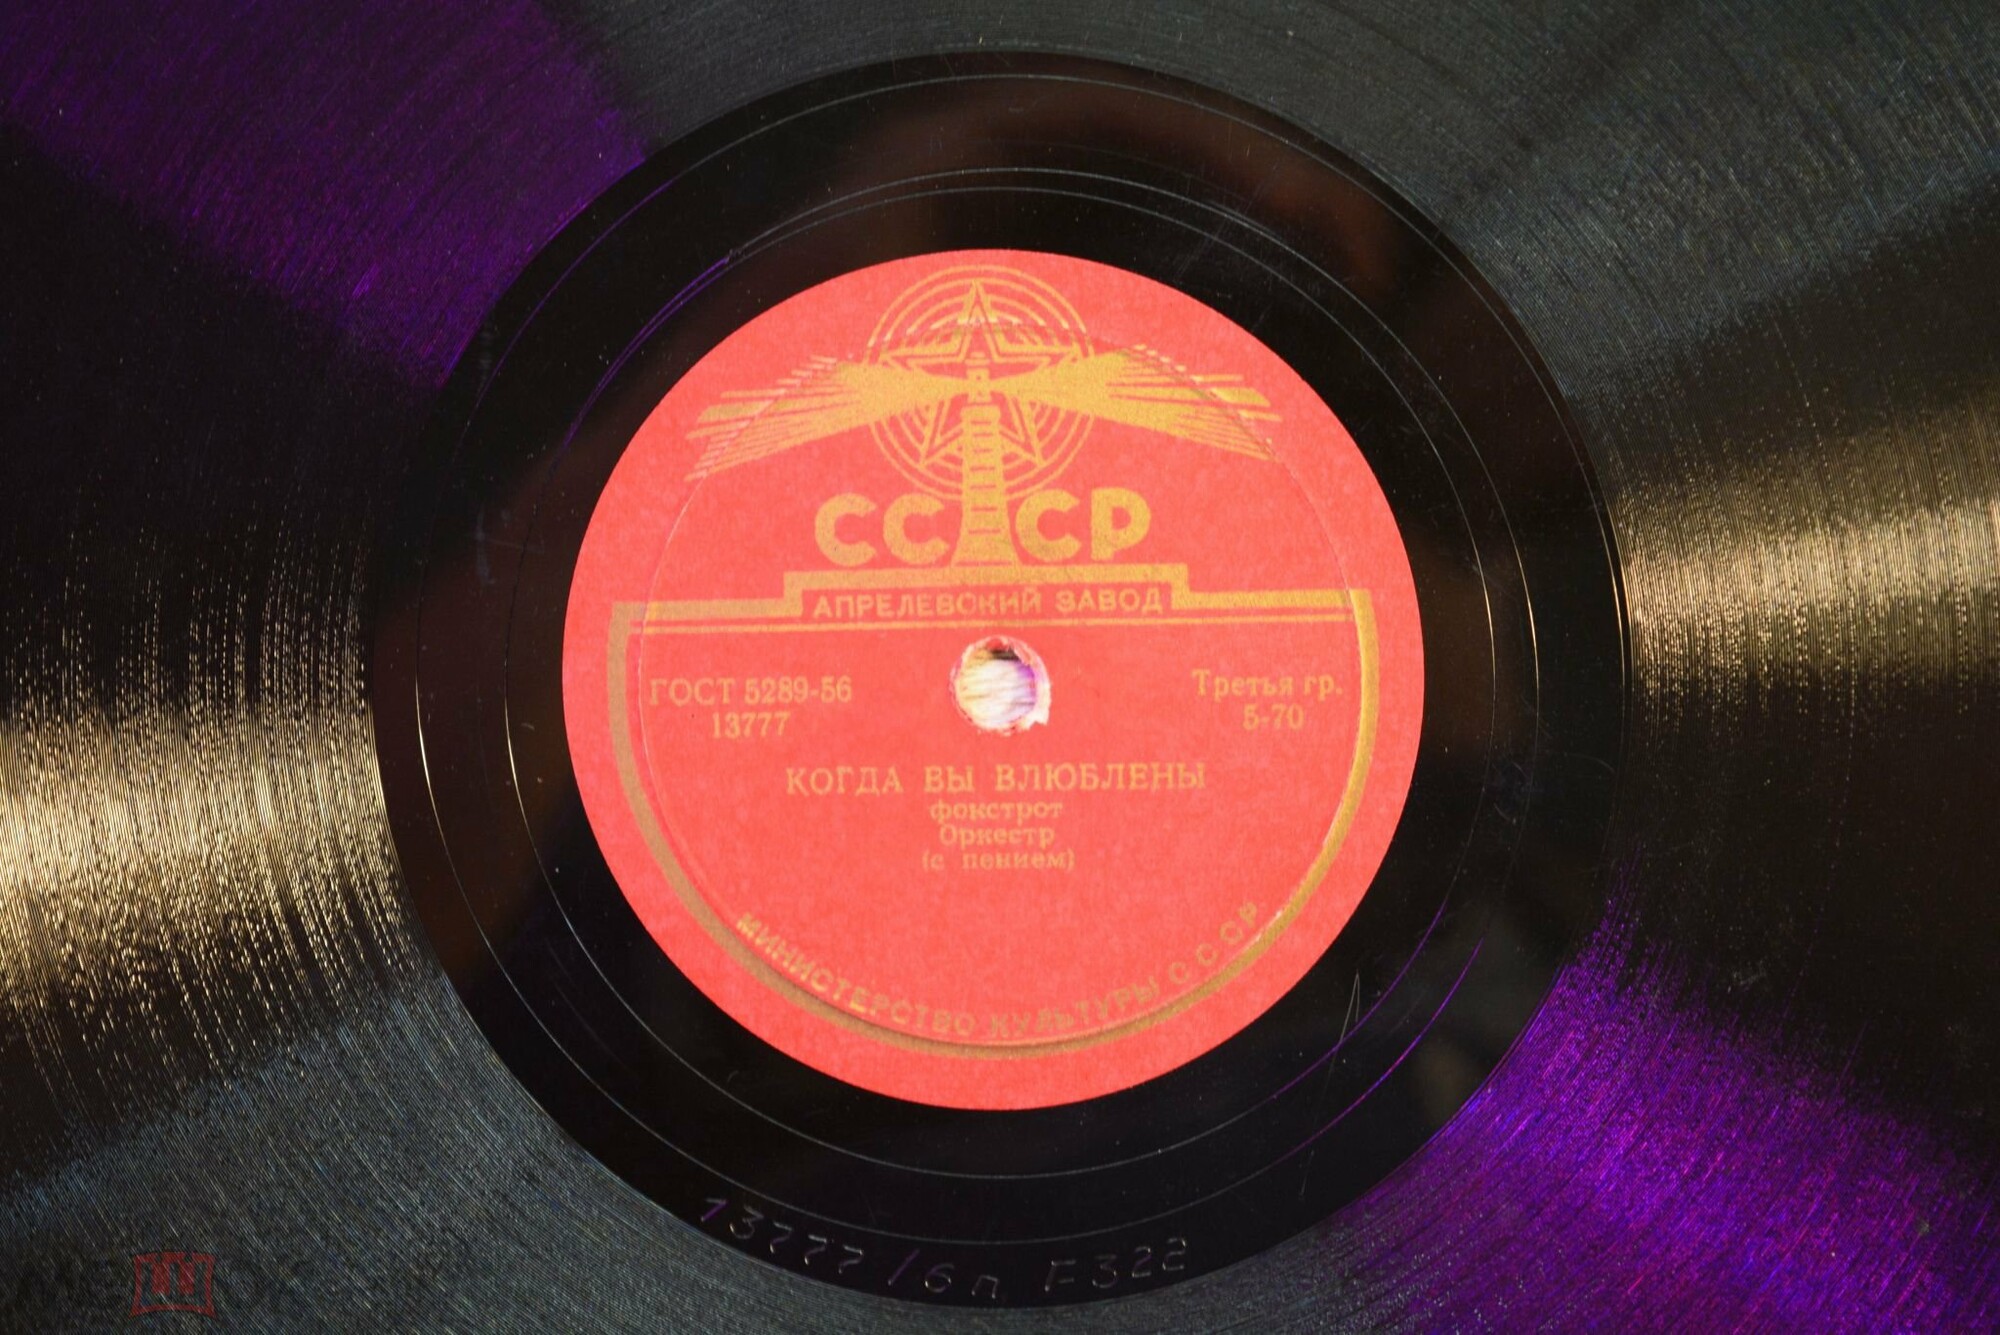 СССР
АПРЕЛЕВСКИЙ ЗАВОД
ГОСТ 5289-56
13777
Третья гр.
5-70
КОГДА ВЫ ВЛЮБЛЕНЫ
фокстрот
Оркестр
(с пением)
МИНИСТЕРСТВО КУЛЬТУРЫ СССР
13777/6п F322
МЕШОК